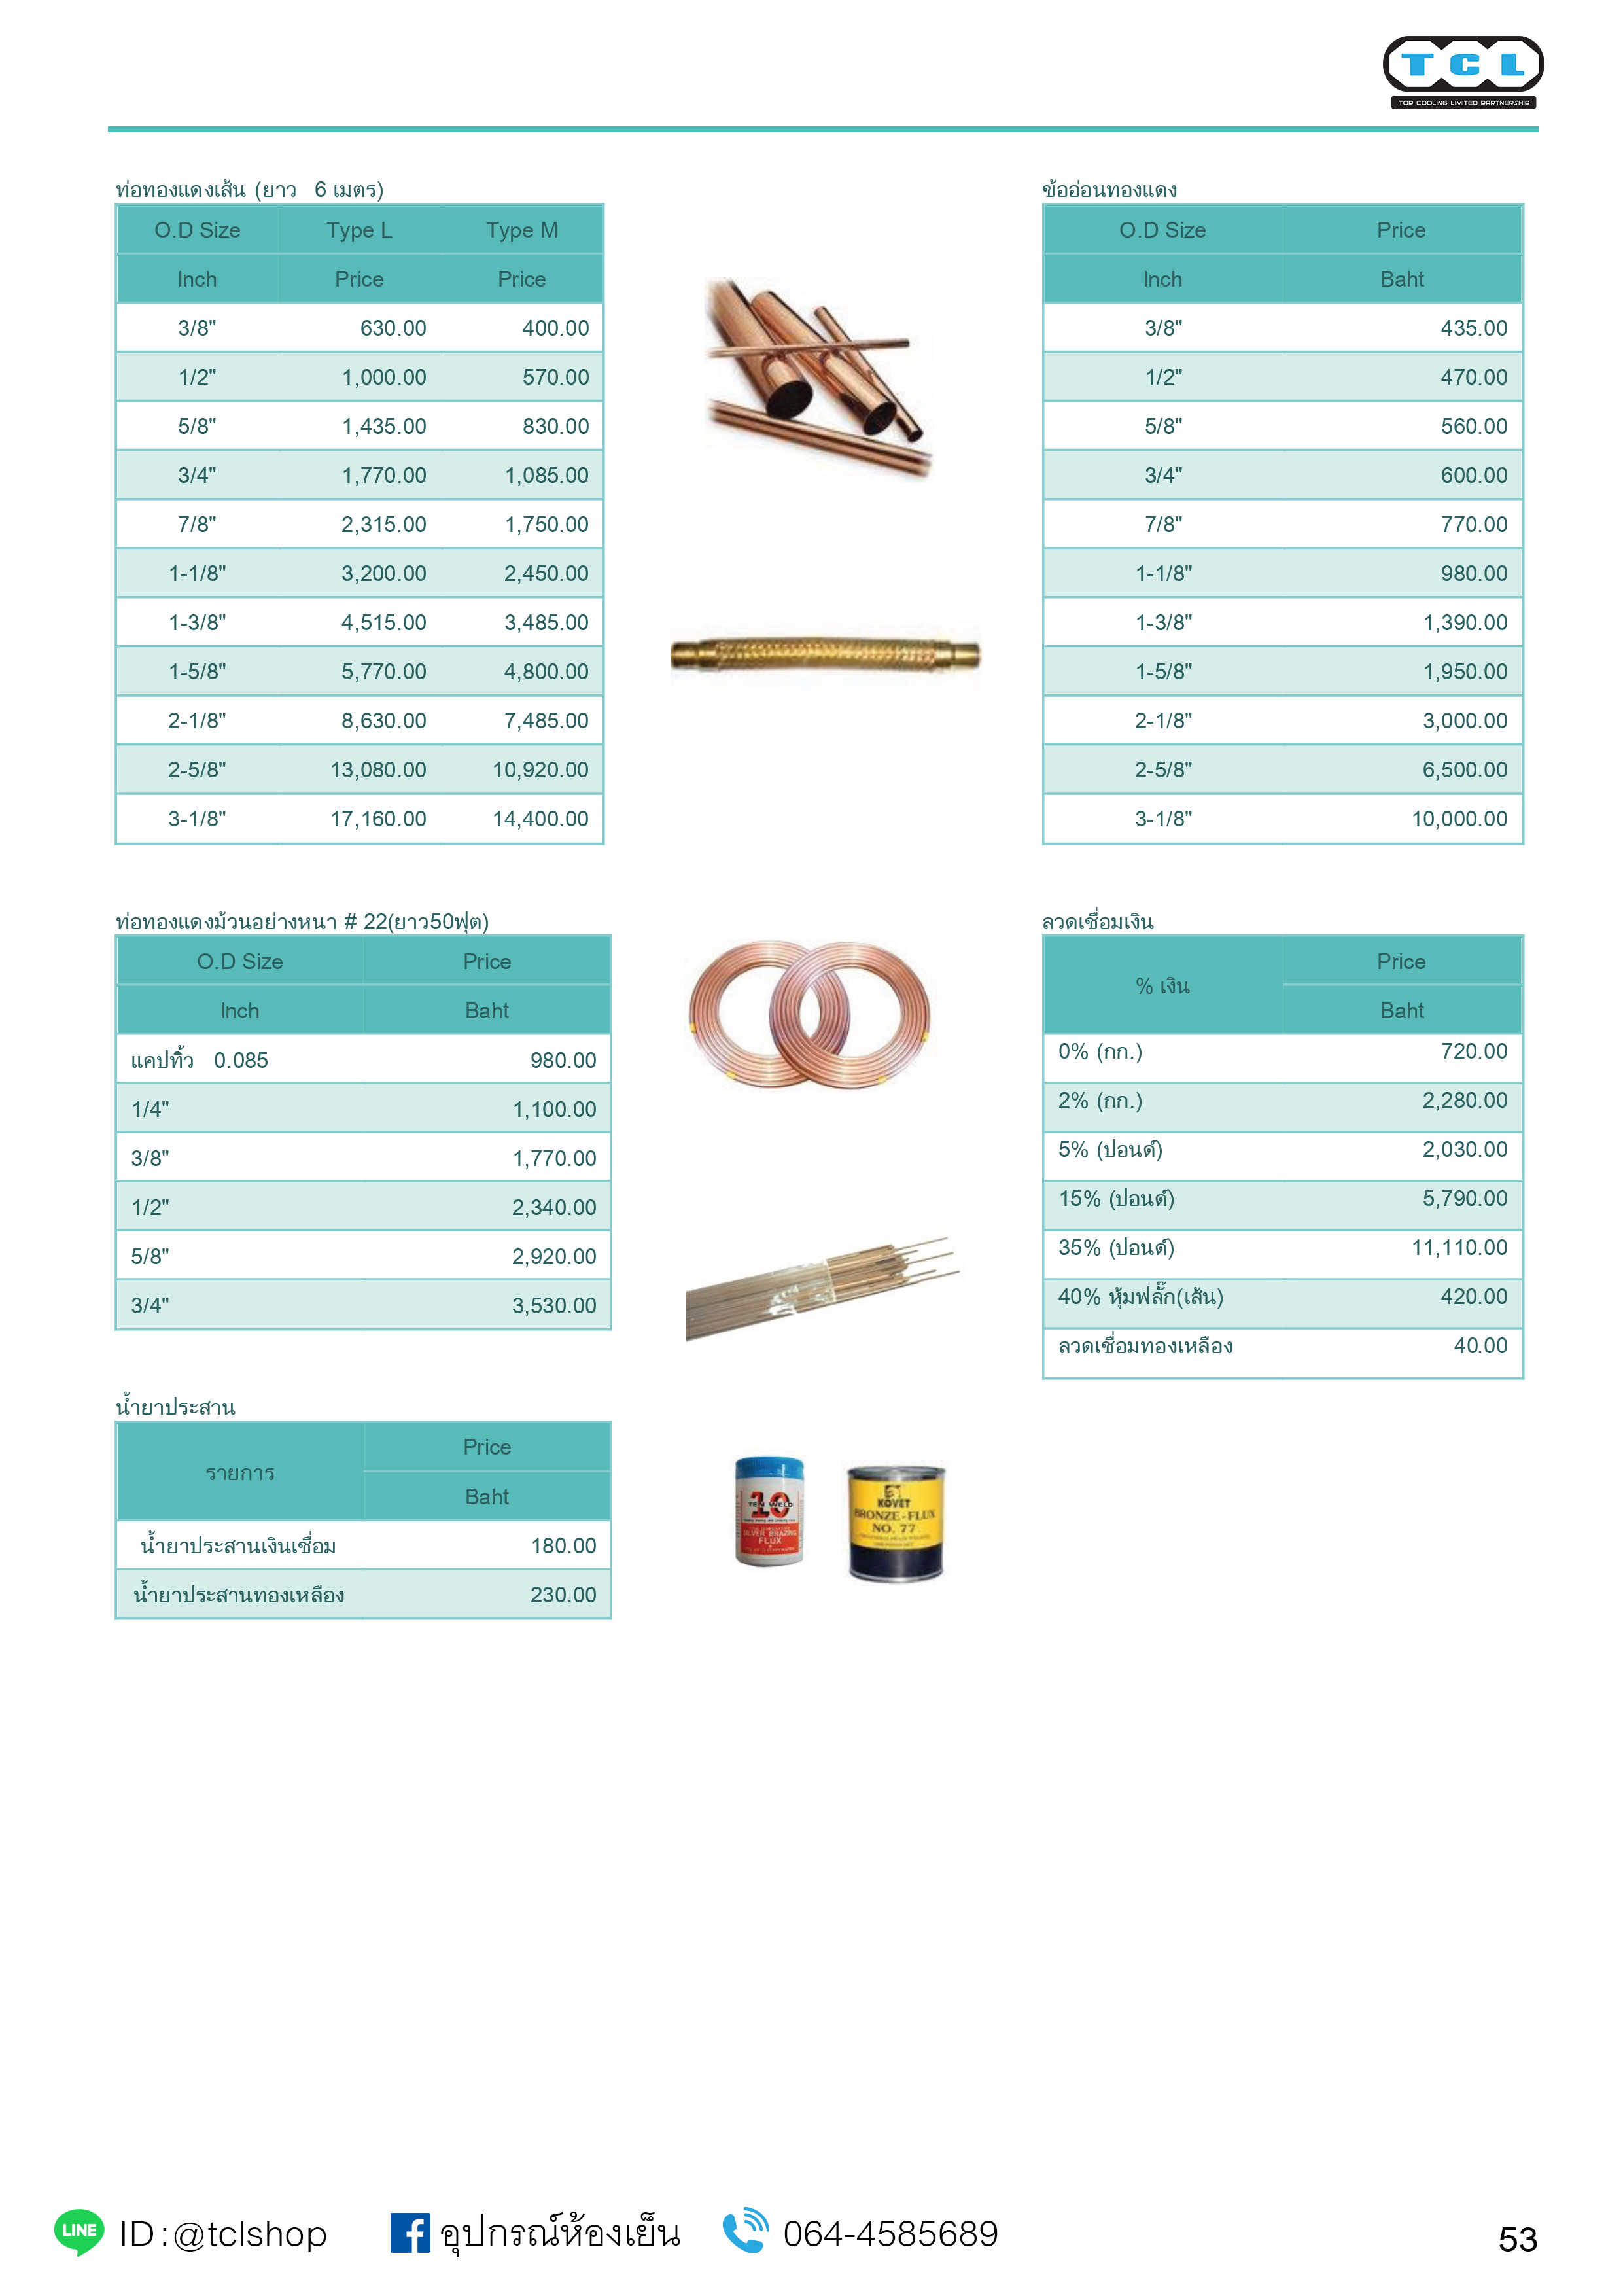 TCL
TOP COOLING LIMITED PARTNERSHIP
ท่อทองแดงเส้น (ยาว 6 เมตร)
O.D Size Type L Type M
Inch Price Price
3/8" 630.00 400.00
1/2" 1,000.00 570.00
5/8" 1,435.00 830.00
3/4" 1,770.00 1,085.00
7/8" 2,315.00 1,750.00
1-1/8" 3,200.00 2,450.00
1-3/8" 4,515.00 3,485.00
1-5/8" 5,770.00 4,800.00
2-1/8" 8,630.00 7,485.00
2-5/8" 13,080.00 10,920.00
3-1/8" 17,160.00 14,400.00
ข้ออ่อนทองแดง
O.D Size Price
Inch Baht
3/8" 435.00
1/2" 470.00
5/8" 560.00
3/4" 600.00
7/8" 770.00
1-1/8" 980.00
1-3/8" 1,390.00
1-5/8" 1,950.00
2-1/8" 3,000.00
2-5/8" 6,500.00
3-1/8" 10,000.00
ท่อทองแดงม้วนอย่างหนา # 22(ยาว50ฟุต)
O.D Size Price
Inch Baht
แคปทิ้ว 0.085 980.00
1/4" 1,100.00
3/8" 1,770.00
1/2" 2,340.00
5/8" 2,920.00
3/4" 3,530.00
ลวดเชื่อมเงิน
% เงิน Price
Baht
0% (กก.) 720.00
2% (กก.) 2,280.00
5% (ปอนด์) 2,030.00
15% (ปอนด์) 5,790.00
35% (ปอนด์) 11,110.00
40% หุ้มฟลั๊ก(เส้น) 420.00
ลวดเชื่อมทองเหลือง 40.00
น้ำยาประสาน
รายการ Price
Baht
น้ำยาประสานเงินเชื่อม 180.00
น้ำยาประสานทองเหลือง 230.00
10
TEN WELD
SILVER BRAZING
FLUX
KOVET
BRONZE-FLUX
NO. 77
LINE ID:@tclshop
f อุปกรณ์ห้องเย็น
064-4585689
53